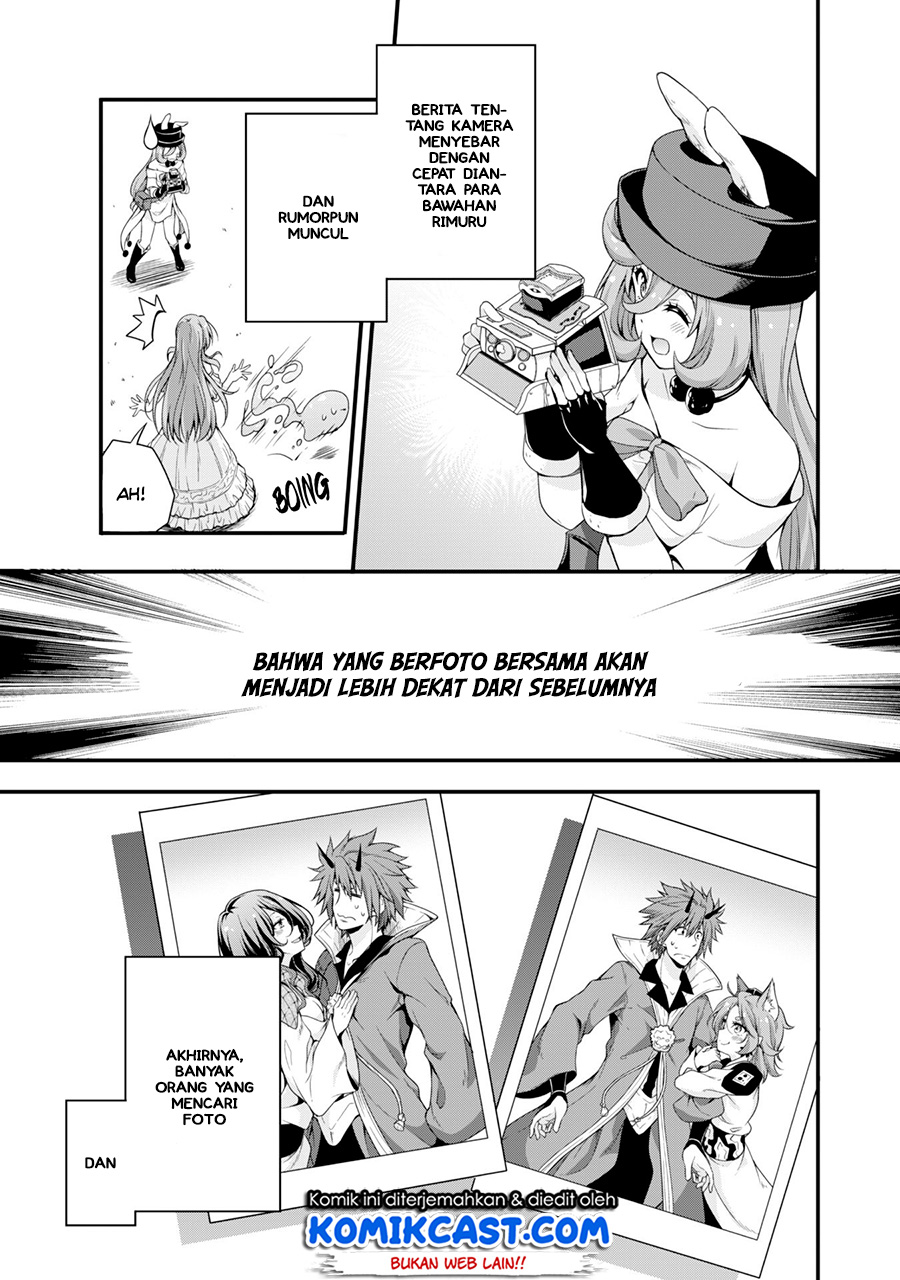 BERITA TEN-
TANG KAMERA
MENYEBAR
DENGAN
CEPAT DIAN-
TARA PARA
BAWAHAN
RIMURU
DAN
RUMORPUN
MUNCUL
AH!
BOING
BAHWA YANG BERFOTO BERSAMA AKAN
MENJADI LEBIH DEKAT DARI SEBELUMNYA
AKHIRNYA,
BANYAK
ORANG YANG
MENCARI
FOTO
DAN
Komik ini diterjemahkan & diedit oleh
KOMIKCAST.COM
BUKAN WEB LAIN!!